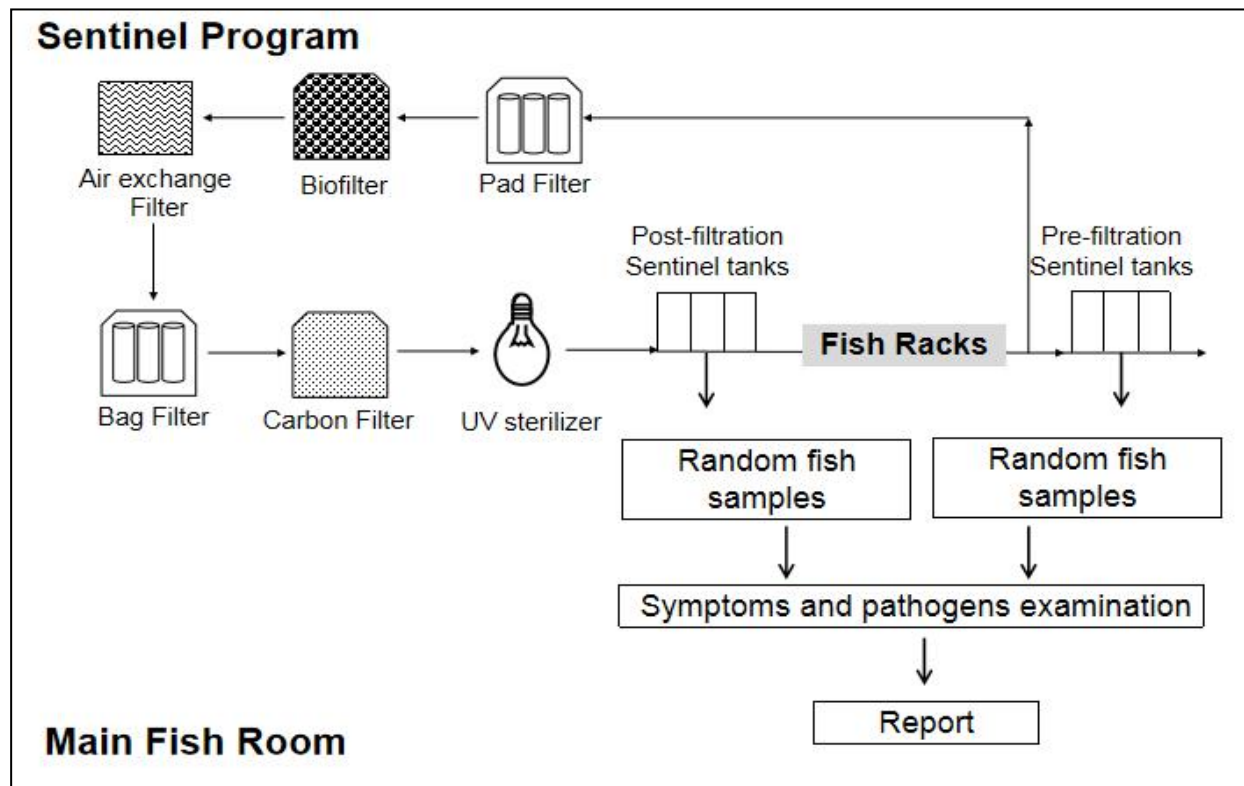 Sentinel Program
Air exchange
Filter
Biofilter
Pad Filter
Post-filtration
Sentinel tanks
Pre-filtration
Sentinel tanks
Bag Filter
Carbon Filter
UV sterilizer
Fish Racks
Random fish
samples
Random fish
samples
Symptoms and pathogens examination
Report
Main Fish Room